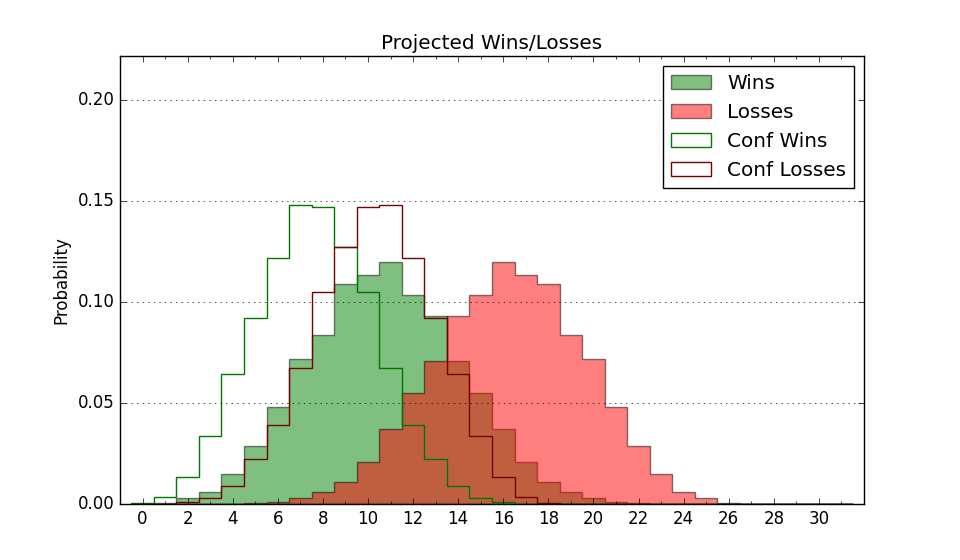 Projected Wins/Losses
Wins
Losses
Conf Wins
Conf Losses
Probability
0.20
0.15
0.10
0.05
0.00
0 2 4 6 8 10 12 14 16 18 20 22 24 26 28 30